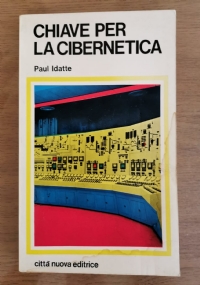 CHIAVE PER
LA CIBERNETICA
Paul Idatte
città nuova editrice